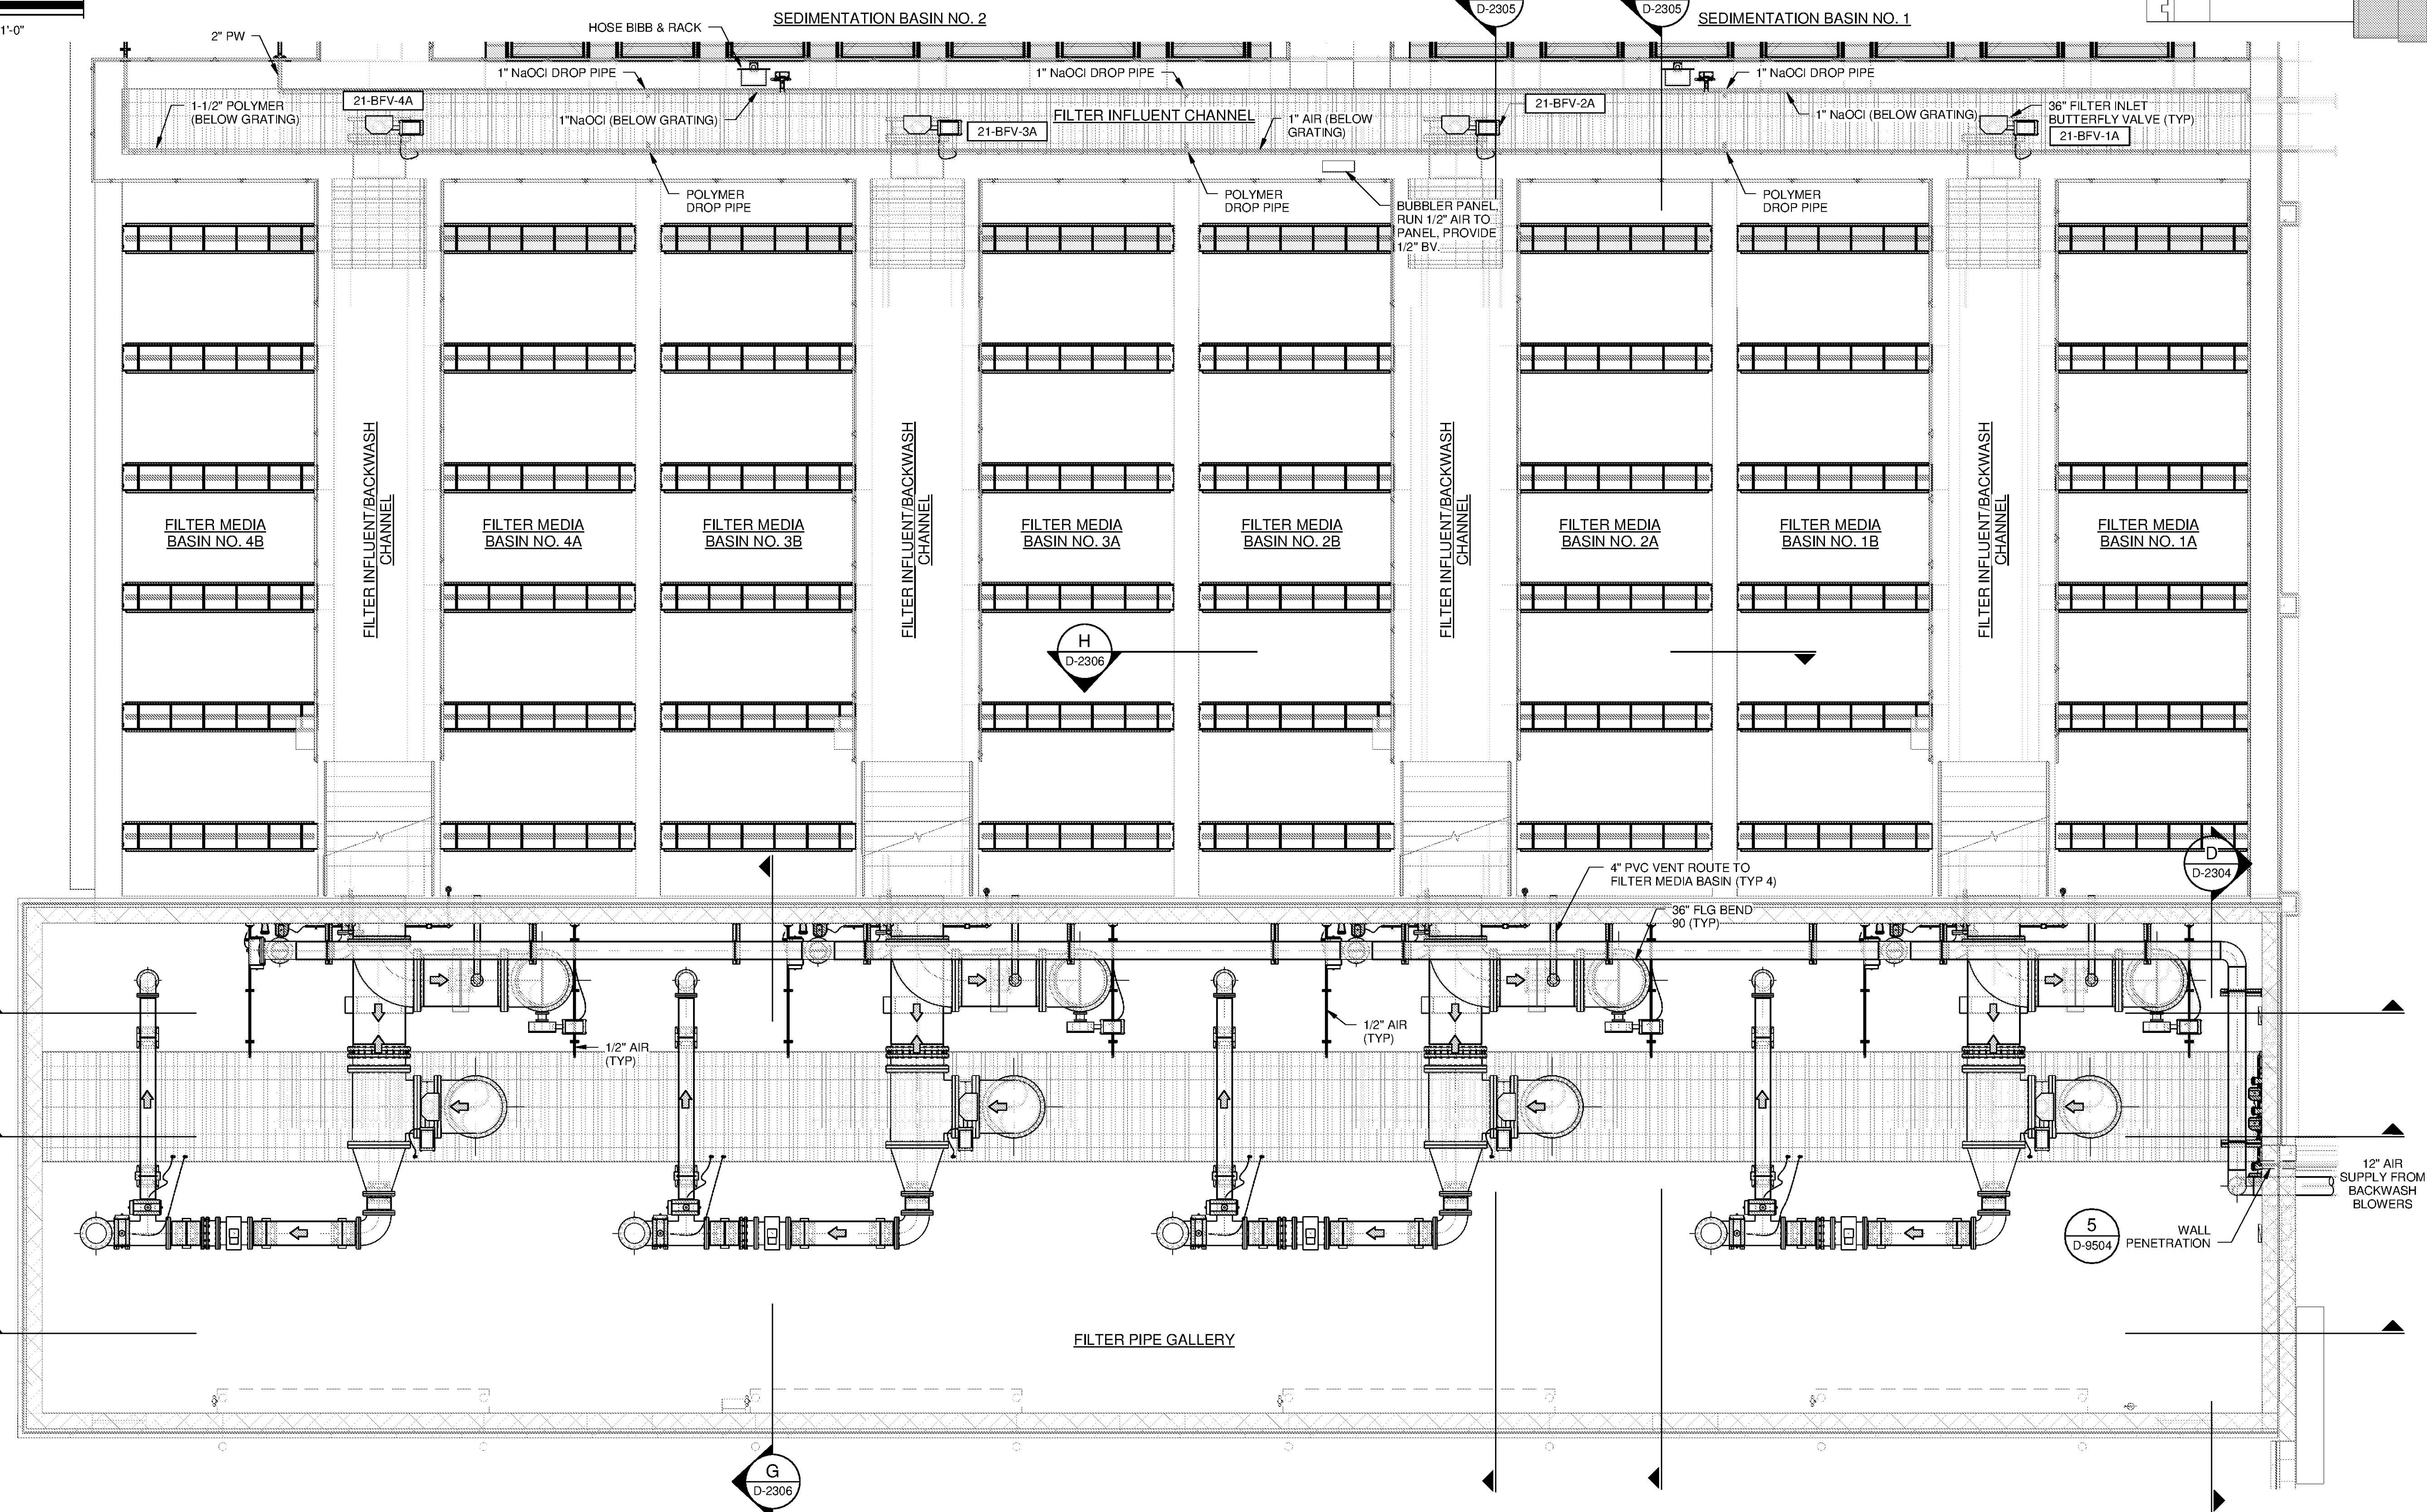 1'-0"
SEDIMENTATION BASIN NO. 2
D-2305
D-2305
SEDIMENTATION BASIN NO. 1
2" PW
HOSE BIBB & RACK
1" NaOCl DROP PIPE
1" NaOCl DROP PIPE
1" NaOCl DROP PIPE
1-1/2" POLYMER
(BELOW GRATING)
21-BFV-4A
1"NaOCl (BELOW GRATING)
21-BFV-3A
FILTER INFLUENT CHANNEL
1" AIR (BELOW
GRATING)
21-BFV-2A
1" NaOCl (BELOW GRATING)
36" FILTER INLET
BUTTERFLY VALVE (TYP)
21-BFV-1A
POLYMER
DROP PIPE
POLYMER
DROP PIPE
BUBBLER PANEL,
RUN 1/2" AIR TO
PANEL, PROVIDE
1/2" BV.
POLYMER
DROP PIPE
FILTER INFLUENT/BACKWASH
CHANNEL
FILTER INFLUENT/BACKWASH
CHANNEL
FILTER INFLUENT/BACKWASH
CHANNEL
FILTER INFLUENT/BACKWASH
CHANNEL
FILTER MEDIA
BASIN NO. 4B
FILTER MEDIA
BASIN NO. 4A
FILTER MEDIA
BASIN NO. 3B
FILTER MEDIA
BASIN NO. 3A
FILTER MEDIA
BASIN NO. 2B
FILTER MEDIA
BASIN NO. 2A
FILTER MEDIA
BASIN NO. 1B
FILTER MEDIA
BASIN NO. 1A
H
D-2306
4" PVC VENT ROUTE TO
FILTER MEDIA BASIN (TYP 4)
D
D-2304
36" FLG BEND
90 (TYP)
1/2" AIR
(TYP)
1/2" AIR
(TYP)
12" AIR
SUPPLY FROM
BACKWASH
BLOWERS
5
D-9504
WALL
PENETRATION
FILTER PIPE GALLERY
G
D-2306